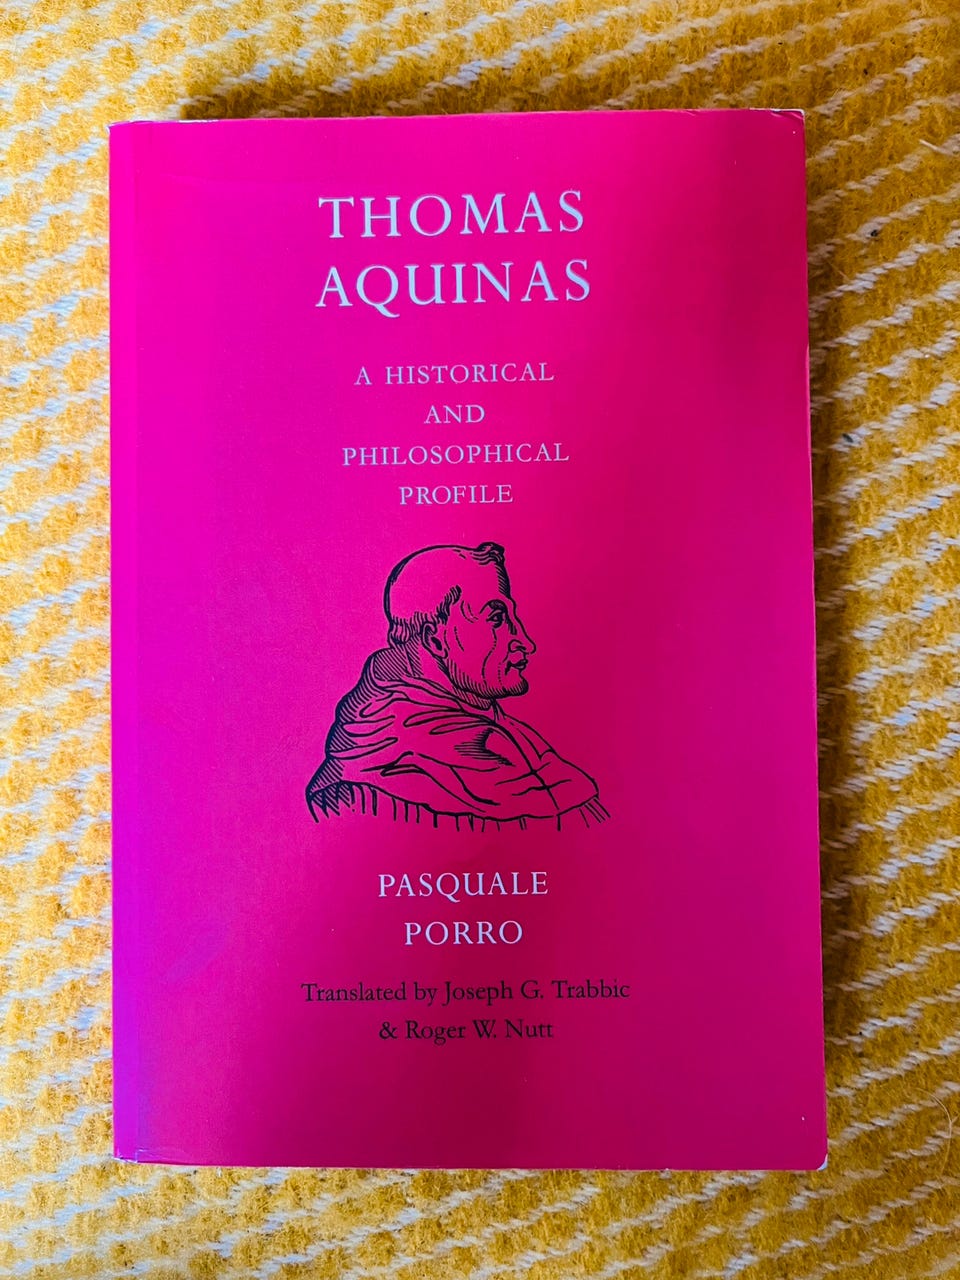 THOMAS
AQUINAS
A HISTORICAL
AND
PHILOSOPHICAL
PROFILE
PASQUALE
PORRO
Translated by Joseph G. Trabbic
& Roger W. Nutt